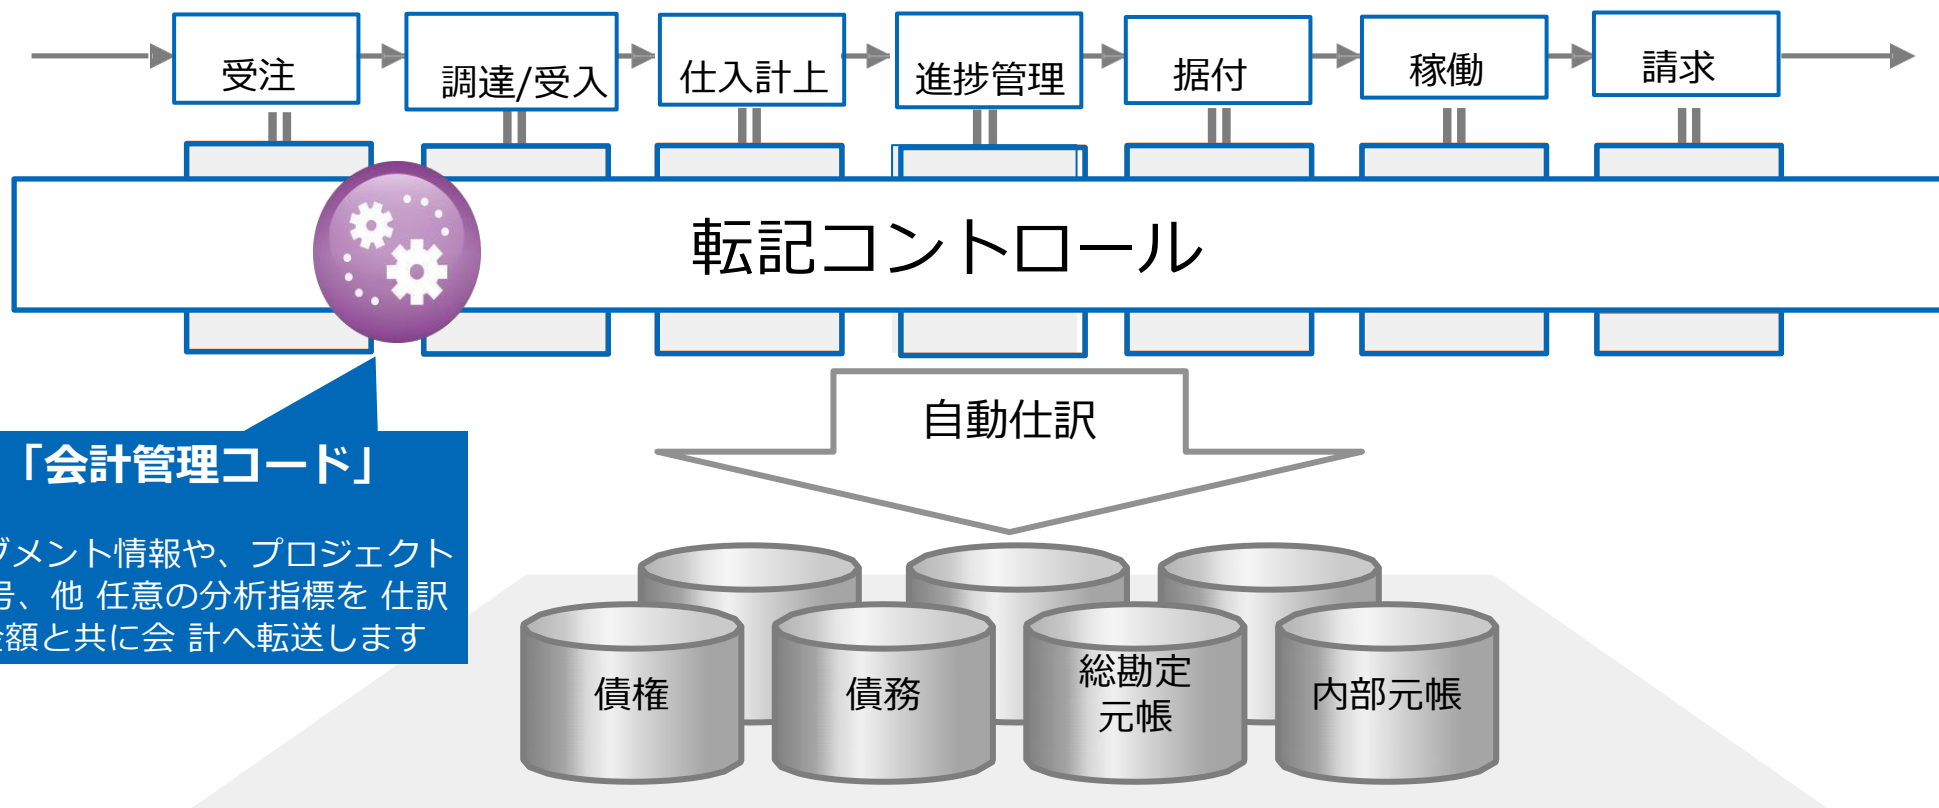 受注
調達/受入
仕入計上
進捗管理
据付
稼働
請求
転記コントロール
自動仕訳
「会計管理コード」
グメント情報や、プロジェクト
号、他 任意の分析指標を 仕訳
金額と共に会 計へ転送します
債権
債務
総勘定
元帳
内部元帳